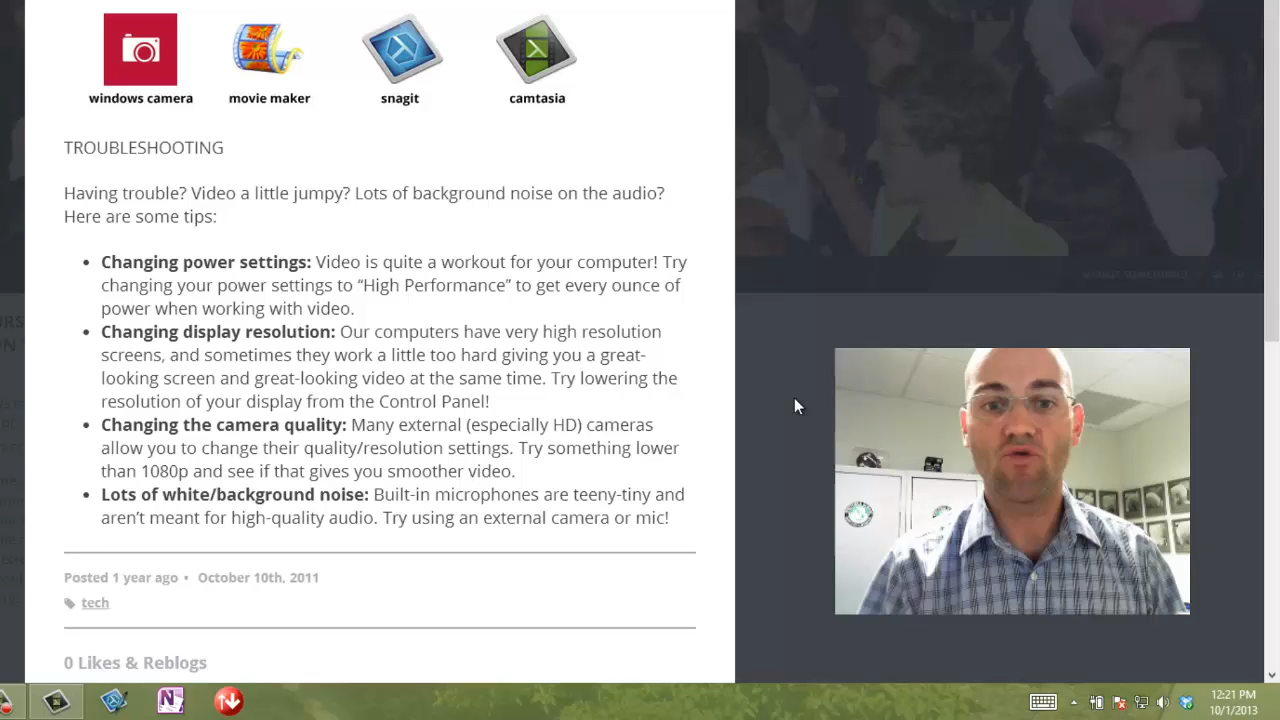 windows camera movie maker snagit camtasia
TROUBLESHOOTING
Having trouble? Video a little jumpy? Lots of background noise on the audio?
Here are some tips:
• Changing power settings: Video is quite a workout for your computer! Try
changing your power settings to “High Performance” to get every ounce of
power when working with video.
• Changing display resolution: Our computers have very high resolution
screens, and sometimes they work a little too hard giving you a great-
looking screen and great-looking video at the same time. Try lowering the
resolution of your display from the Control Panel!
• Changing the camera quality: Many external (especially HD) cameras
allow you to change their quality/resolution settings. Try something lower
than 1080p and see if that gives you smoother video.
• Lots of white/background noise: Built-in microphones are teeny-tiny and
aren’t meant for high-quality audio. Try using an external camera or mic!
Posted 1 year ago • October 10th, 2011
tech
0 Likes & Reblogs
12:21 PM
10/1/2013